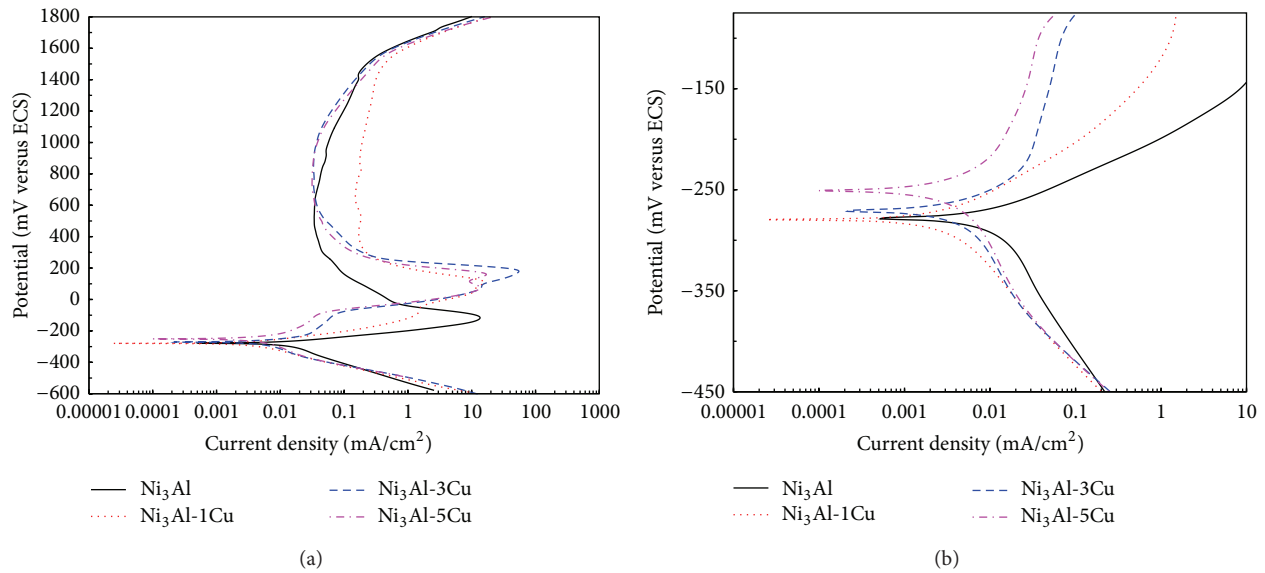 1800
1600
1400
1200
1000
800
600
400
200
0
−200
−400
−600
Potential (mV versus ECS)
0.00001 0.0001 0.001 0.01 0.1 1 10 100 1000
Current density (mA/cm²)
Ni₃Al
Ni₃Al-1Cu
Ni₃Al-3Cu
Ni₃Al-5Cu
(a)
−150
−250
−350
−450
Potential (mV versus ECS)
0.00001 0.0001 0.001 0.01 0.1 1 10
Current density (mA/cm²)
Ni₃Al
Ni₃Al-1Cu
Ni₃Al-3Cu
Ni₃Al-5Cu
(b)